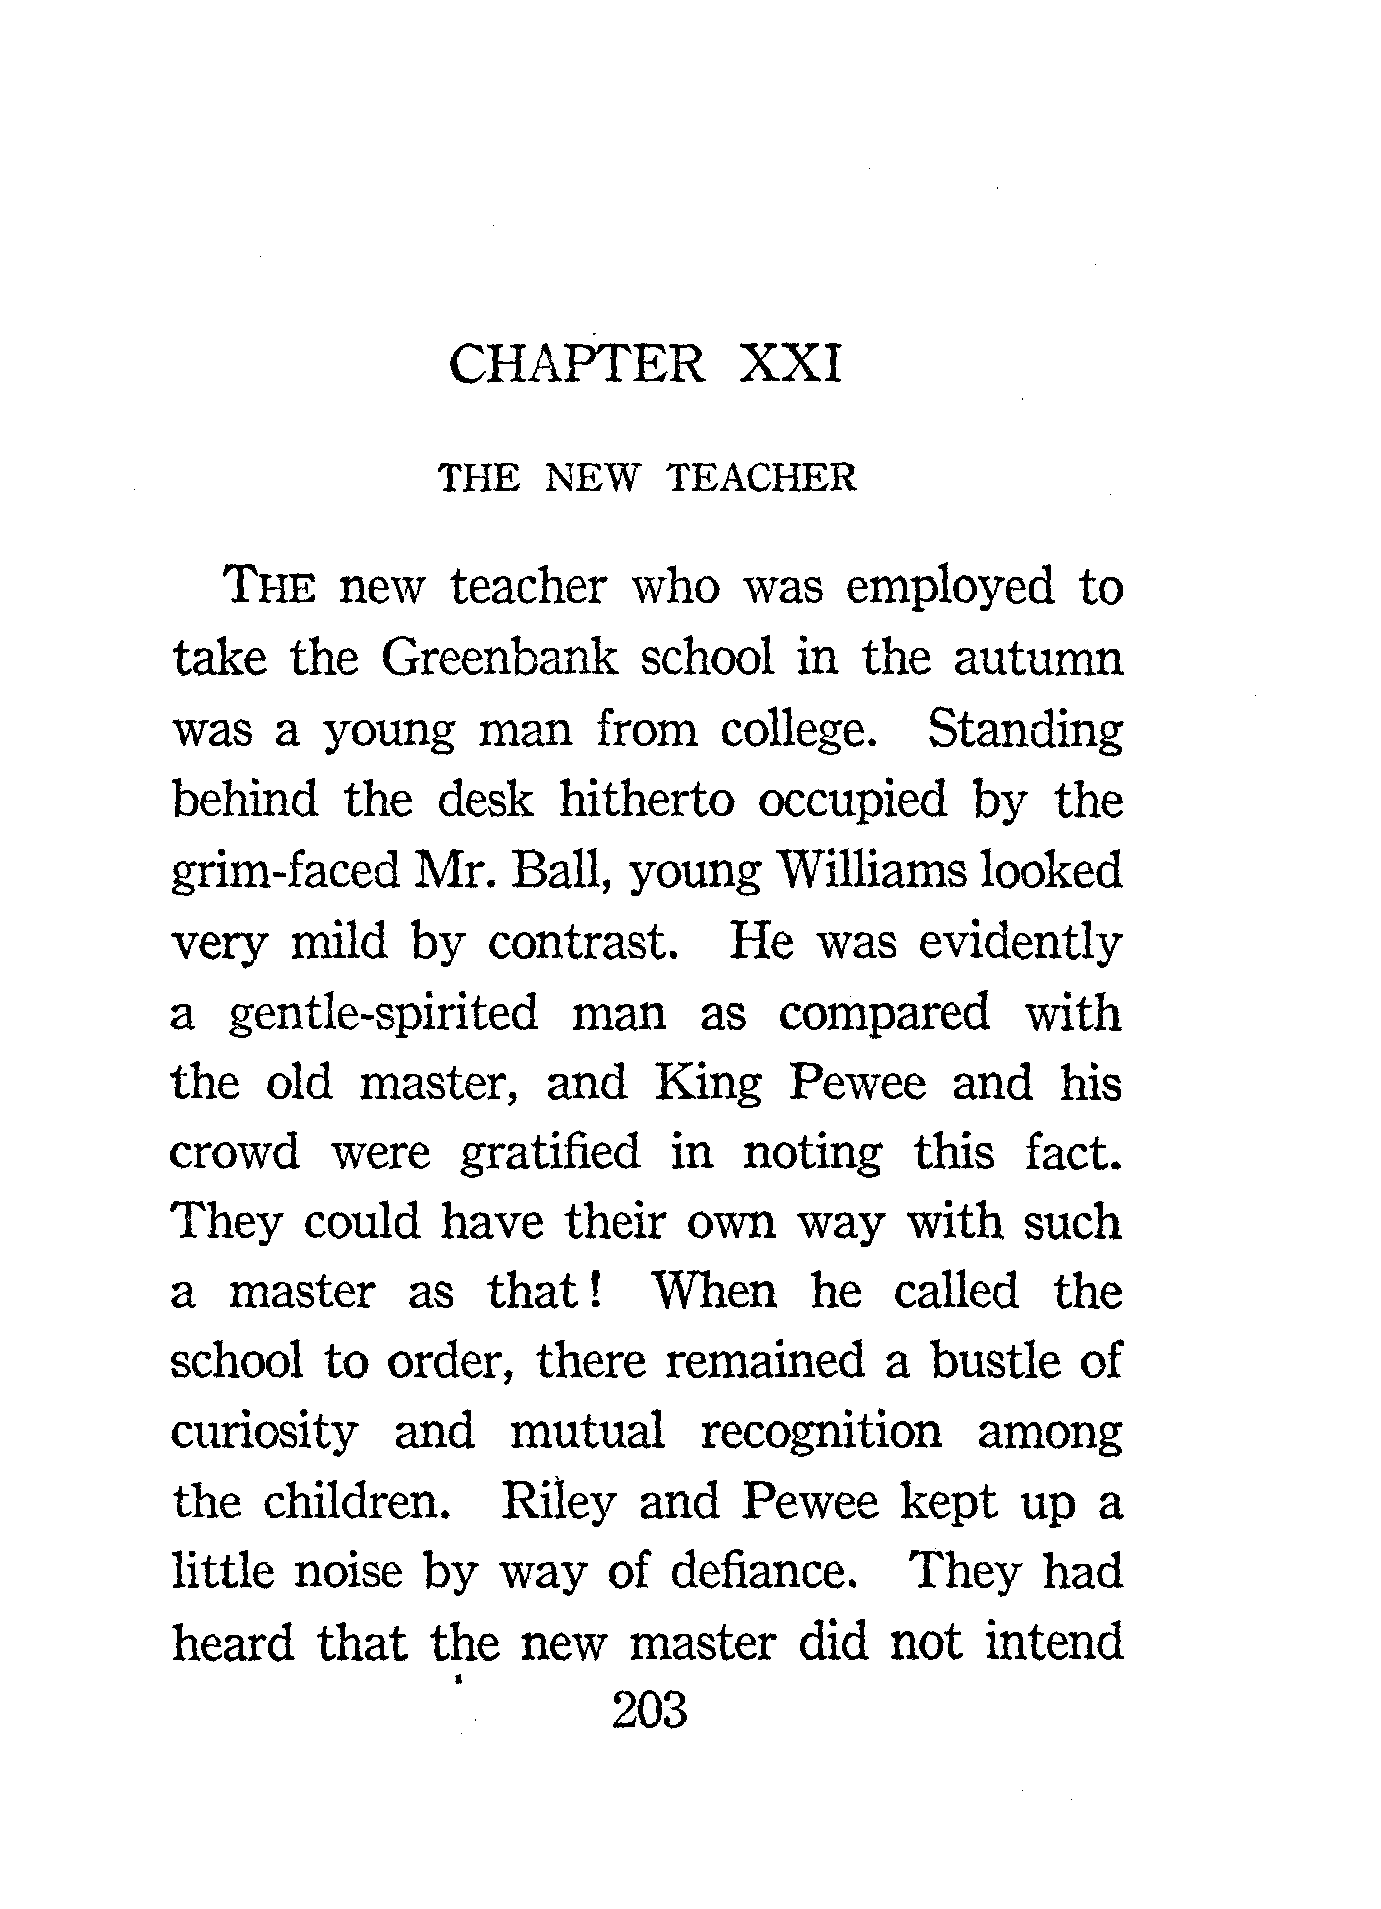 CHAPTER XXI
THE NEW TEACHER
THE new teacher who was employed to
take the Greenbank school in the autumn
was a young man from college. Standing
behind the desk hitherto occupied by the
grim-faced Mr. Ball, young Williams looked
very mild by contrast. He was evidently
a gentle-spirited man as compared with
the old master, and King Pewee and his
crowd were gratified in noting this fact.
They could have their own way with such
a master as that! When he called the
school to order, there remained a bustle of
curiosity and mutual recognition among
the children. Riley and Pewee kept up a
little noise by way of defiance. They had
heard that the new master did not intend
203